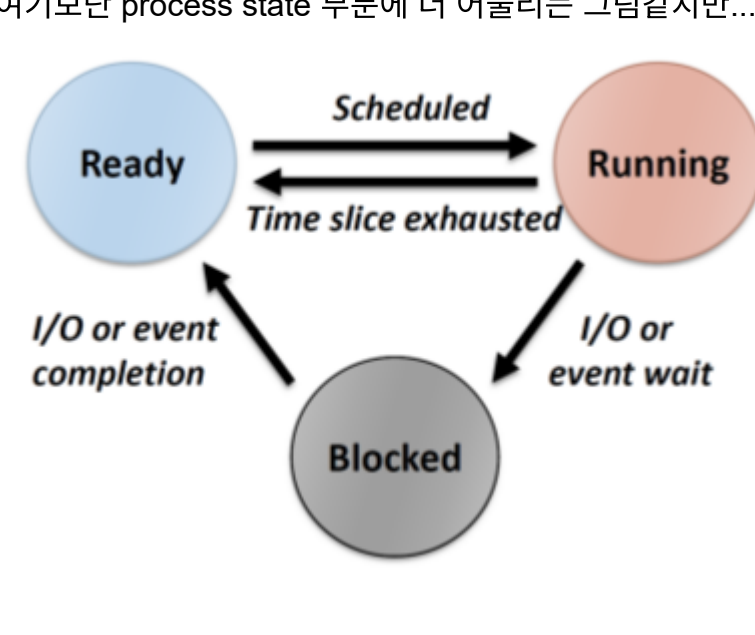 여기보단 process state 부분에 더 어울리는 그림같지만...
Scheduled
Ready
Running
Time slice exhausted
I/O or event
completion
I/O or
event wait
Blocked